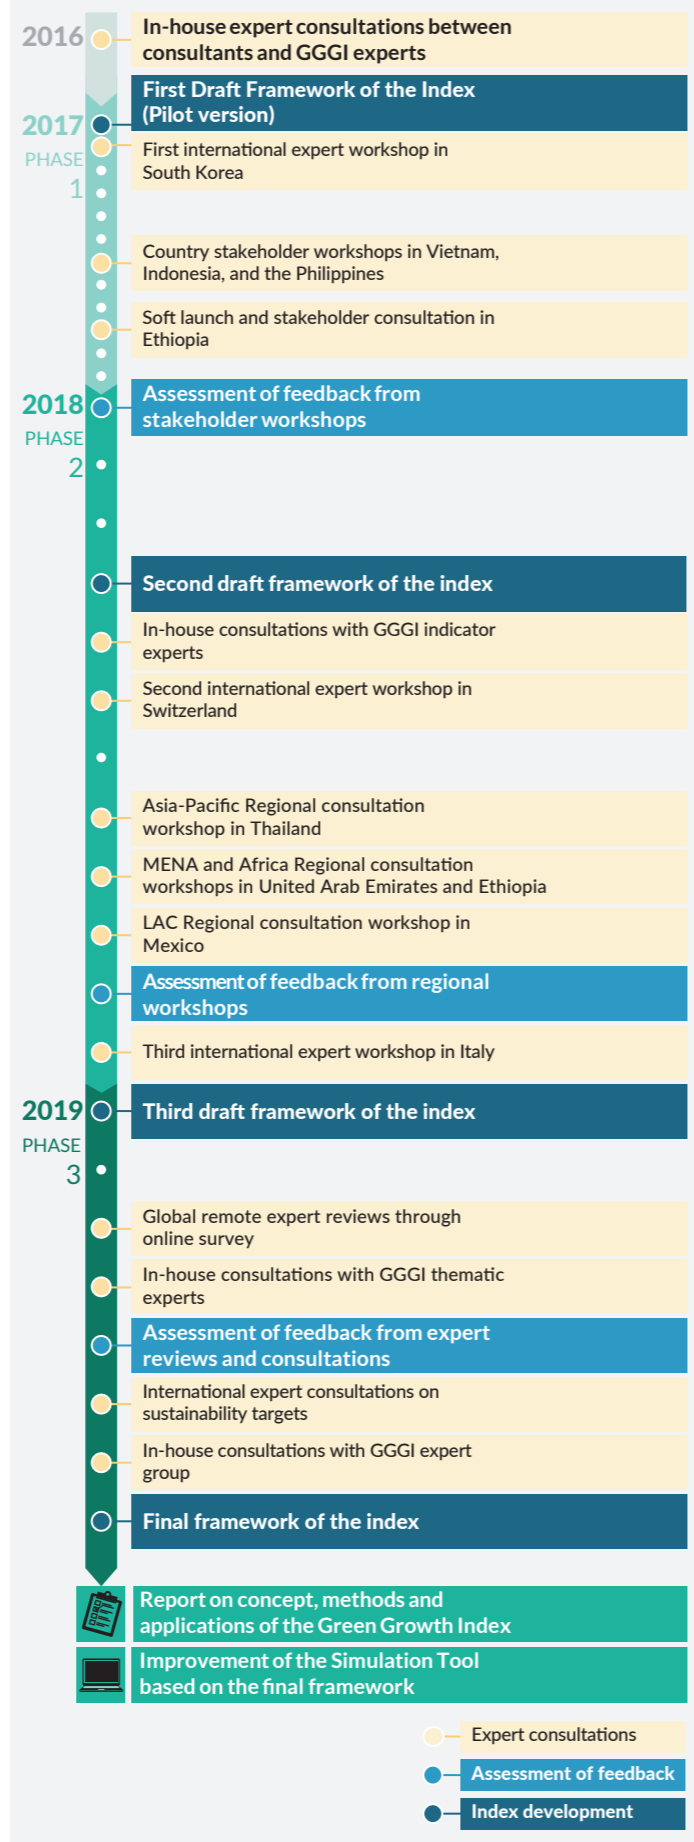 2016
In-house expert consultations between
consultants and GGGI experts
First Draft Framework of the Index
(Pilot version)
2017
PHASE
1
First international expert workshop in
South Korea
Country stakeholder workshops in Vietnam,
Indonesia, and the Philippines
Soft launch and stakeholder consultation in
Ethiopia
2018
PHASE
2
Assessment of feedback from
stakeholder workshops
Second draft framework of the index
In-house consultations with GGGI indicator
experts
Second international expert workshop in
Switzerland
Asia-Pacific Regional consultation
workshop in Thailand
MENA and Africa Regional consultation
workshops in United Arab Emirates and Ethiopia
LAC Regional consultation workshop in
Mexico
Assessment of feedback from regional
workshops
Third international expert workshop in Italy
2019
PHASE
3
Third draft framework of the index
Global remote expert reviews through
online survey
In-house consultations with GGGI thematic
experts
Assessment of feedback from expert
reviews and consultations
International expert consultations on
sustainability targets
In-house consultations with GGGI expert
group
Final framework of the index
Report on concept, methods and
applications of the Green Growth Index
Improvement of the Simulation Tool
based on the final framework
Expert consultations
Assessment of feedback
Index development